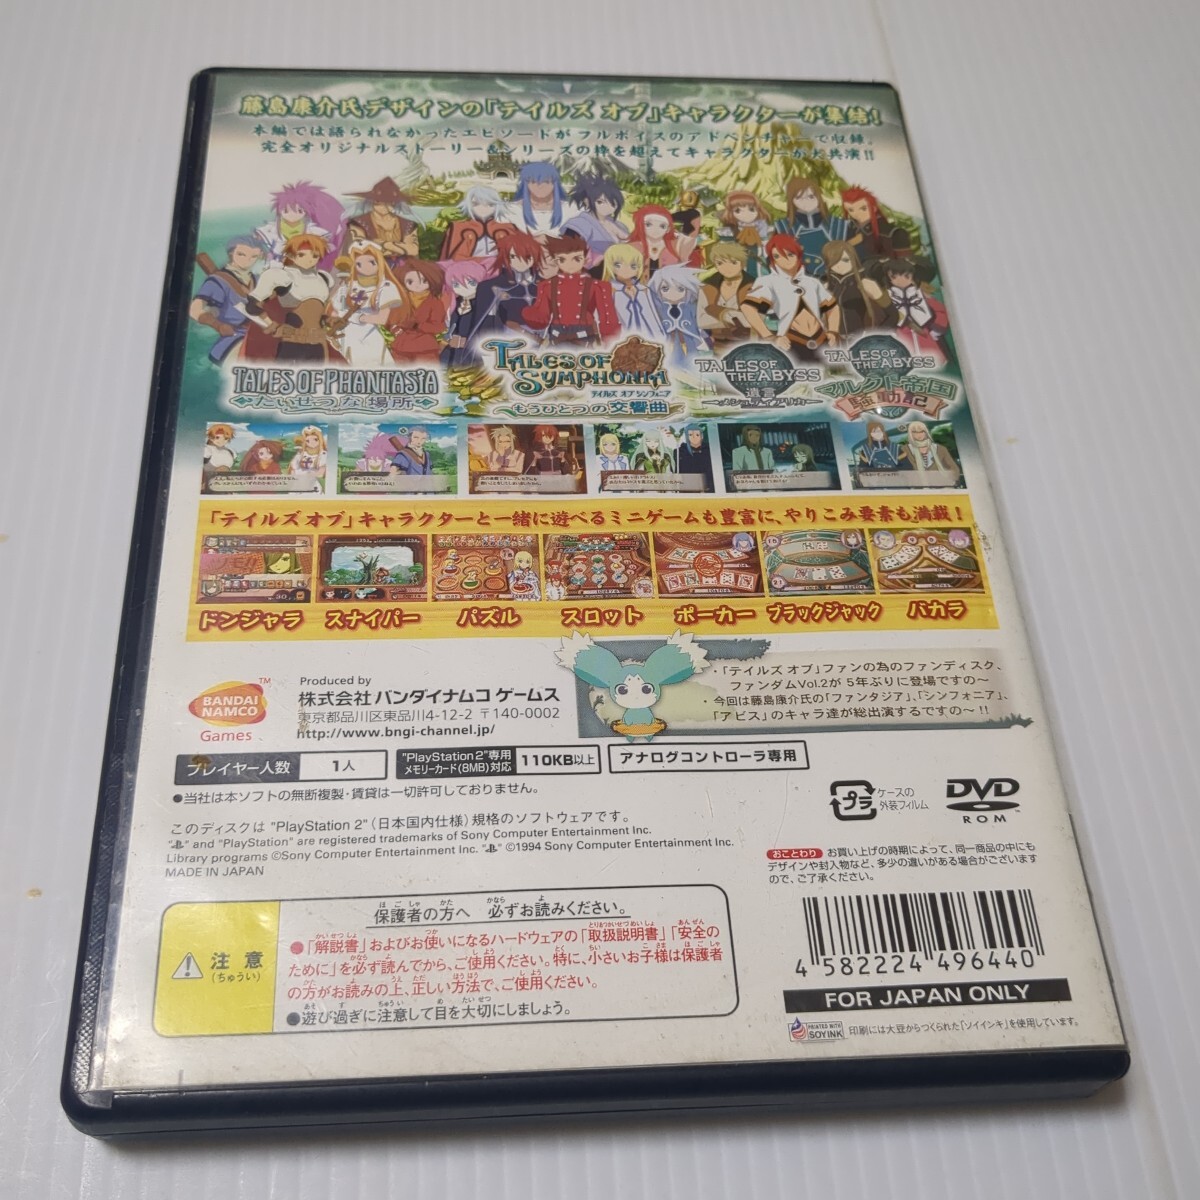 藤島康介氏デザインの「テイルズ オブ」キャラクターが集結!
本編では語られなかったエピソードがフルボイスのアドベンチャーで収録。
完全オリジナルストーリー&シリーズの枠を超えてキャラクターが大共演!!
TALES OF PHANTASIA
~たいせつな場所~
TALES OF SYMPHONIA
テイルズ オブ シンフォニア
~もうひとつの交響曲~
TALES OF THE ABYSS
遺言
TALES OF THE ABYSS
マルクト帝国
騒動記
「テイルズ オブ」キャラクターと一緒に遊べるミニゲームも豊富に、やりこみ要素も満載!
ドンジャラ スナイパー パズル スロット ポーカー ブラックジャック バカラ
・「テイルズ オブ」ファンの為のファンディスク、
ファンダムVol.2が 5年ぶりに登場ですの~
・今回は藤島康介氏の「ファンタジア」、「シンフォニア」、
「アビス」のキャラ達が総出演するですの~!!
BANDAI NAMCO Games TM
Produced by
株式会社 バンダイナムコ ゲームス
東京都品川区東品川4-12-2 〒140-0002
http://www.bngi-channel.jp/
プレイヤー人数 1人
"PlayStation 2"専用 メモリーカード(8MB)対応 110KB以上
アナログコントローラ専用
●当社は本ソフトの無断複製・賃貸は一切許可しておりません。
プラ ケースの 外装フィルム
DVD ROM
このディスクは "PlayStation 2"(日本国内仕様)規格のソフトウェアです。
" " and "PlayStation" are registered trademarks of Sony Computer Entertainment Inc.
Library programs ©Sony Computer Entertainment Inc. " " ©1994 Sony Computer Entertainment Inc.
MADE IN JAPAN
おことわり お買い上げの時期によって、同一商品の中にも
デザインや封入物など、多少の違いがある場合がございます
ので、ご了承ください。
注意
(ちゅうい)
保護者の方へ 必ずお読みください。
●「解説書」およびお使いになるハードウェアの「取扱説明書」「安全の
ために」を必ず読んでから、ご使用ください。特に、小さいお子様は保護者
の方がお読みの上、正しい方法で、ご使用ください。
●遊び過ぎに注意して目を大切にしましょう。
4 582224 496440
FOR JAPAN ONLY
PRINTED WITH SOY INK 印刷には大豆からつくられた「ソイインキ」を使用しています。